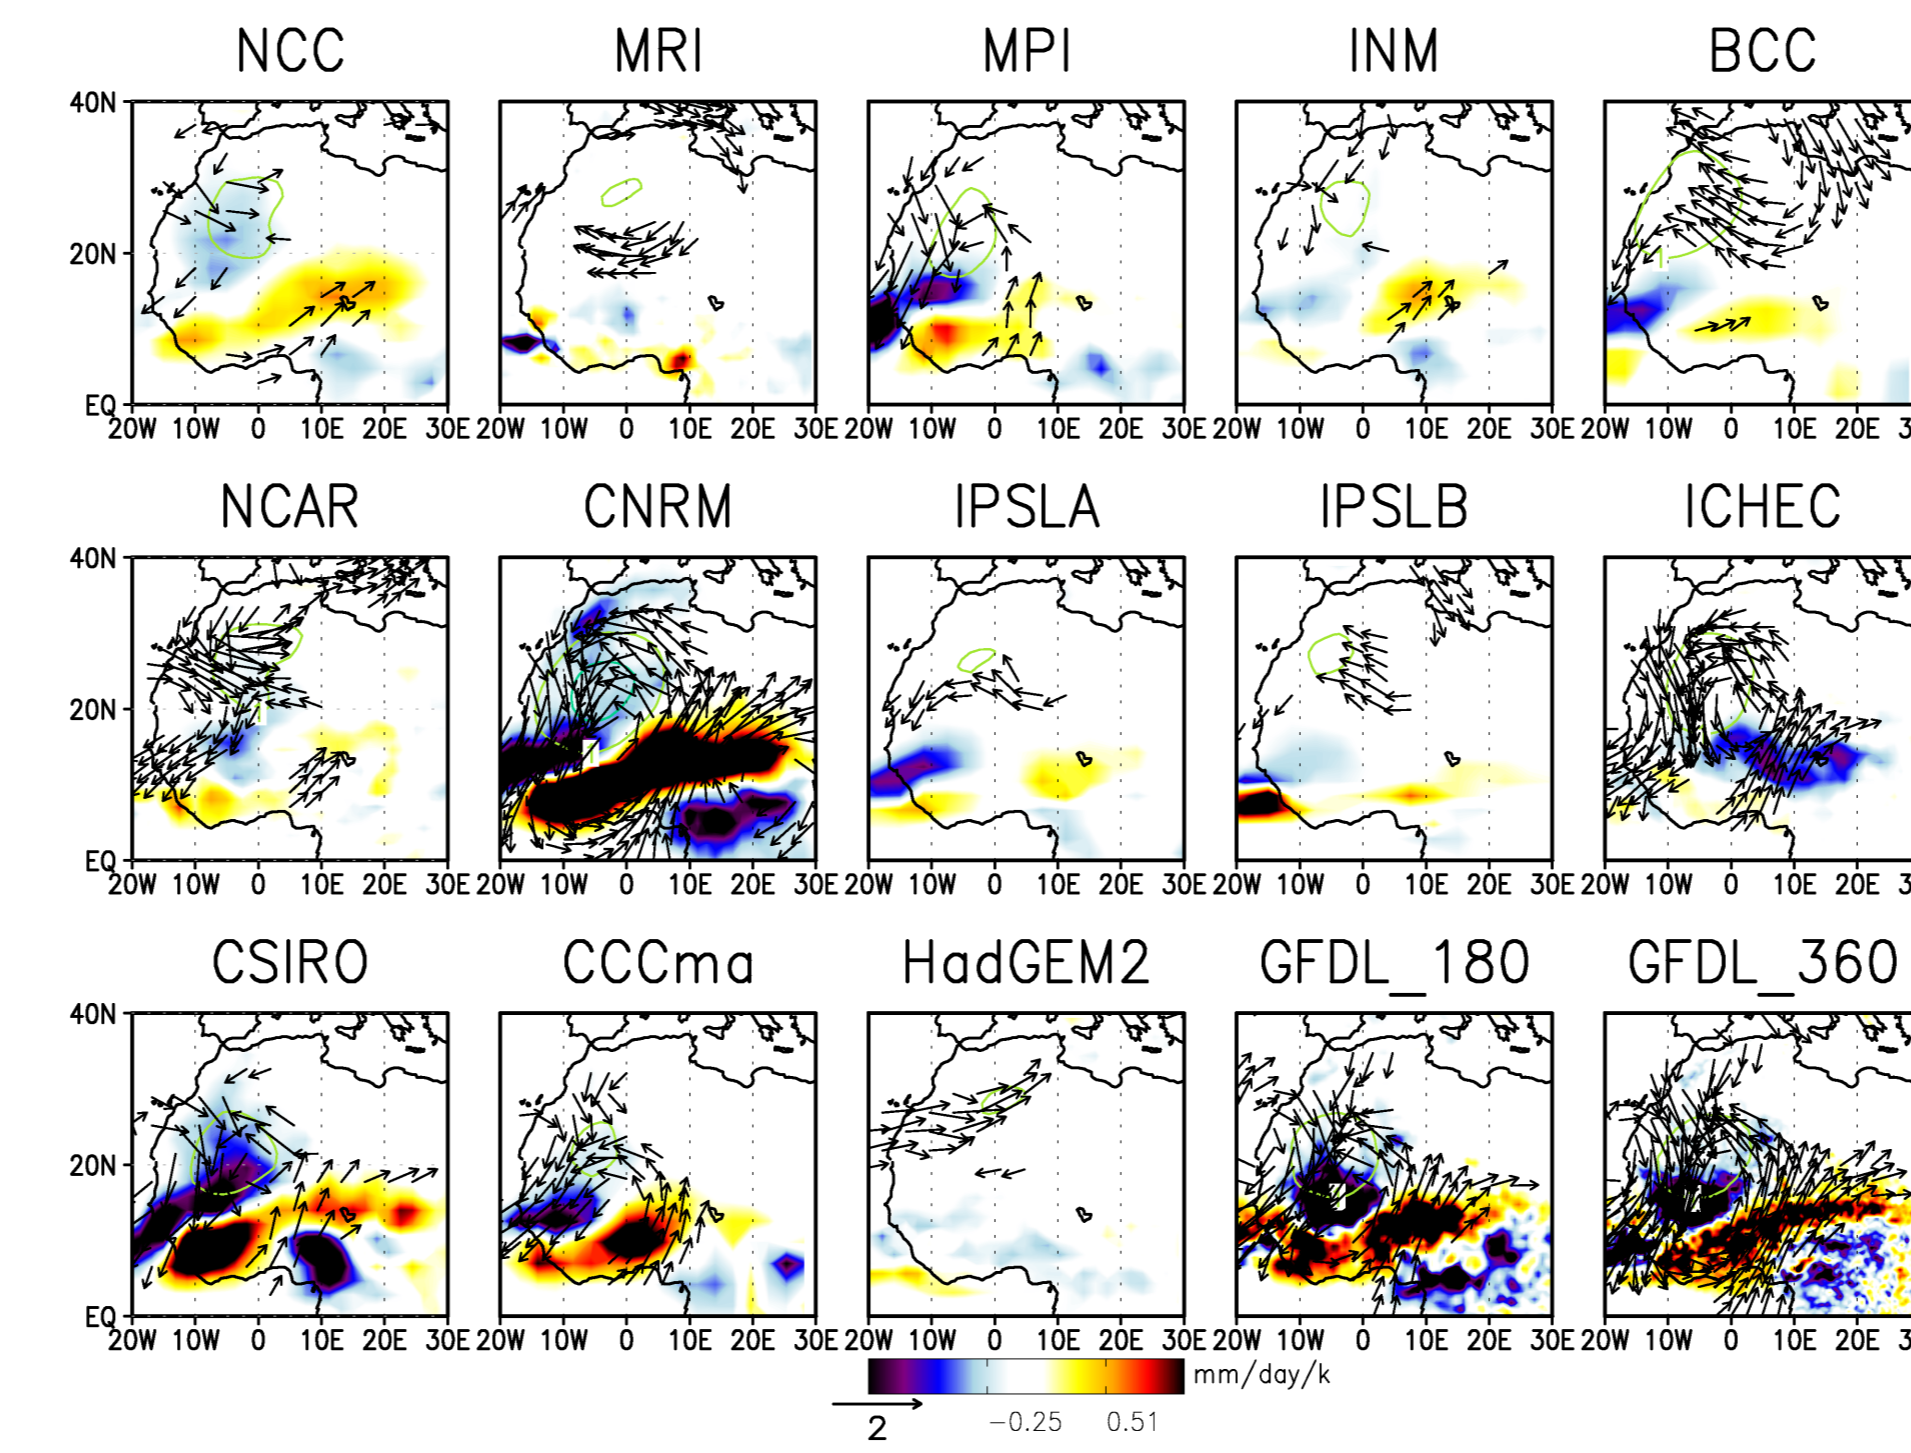 NCC MRI MPI INM BCC
40N
20N
EQ
20W 10W 0 10E 20E 30E 20W 10W 0 10E 20E 30E 20W 10W 0 10E 20E 30E 20W 10W 0 10E 20E 30E 20W 10W 0 10E 20E 3
1
NCAR CNRM IPSLA IPSLB ICHEC
40N
20N
EQ
20W 10W 0 10E 20E 30E 20W 10W 0 10E 20E 30E 20W 10W 0 10E 20E 30E 20W 10W 0 10E 20E 30E 20W 10W 0 10E 20E 3
CSIRO CCCma HadGEM2 GFDL_180 GFDL_360
40N
20N
EQ
20W 10W 0 10E 20E 30E 20W 10W 0 10E 20E 30E 20W 10W 0 10E 20E 30E 20W 10W 0 10E 20E 30E 20W 10W 0 10E 20E 3
mm/day/k
2 −0.25 0.51